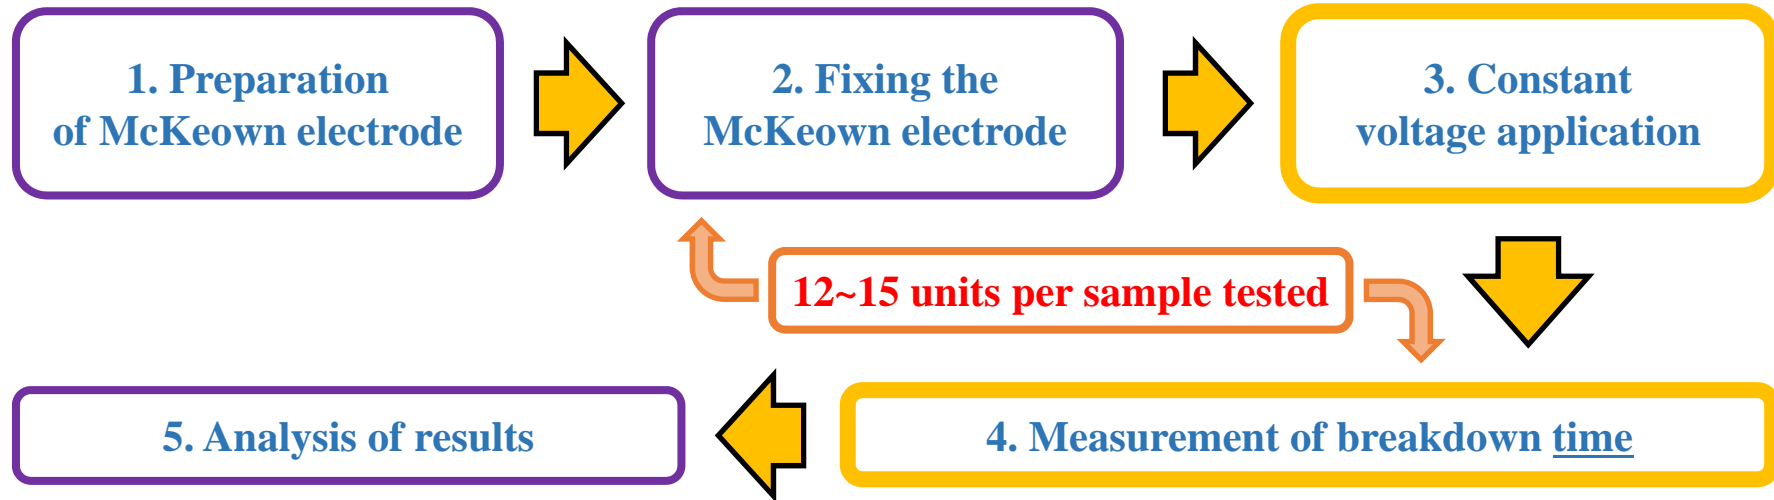 1. Preparation
of McKeown electrode
2. Fixing the
McKeown electrode
3. Constant
voltage application
12~15 units per sample tested
4. Measurement of breakdown time
5. Analysis of results